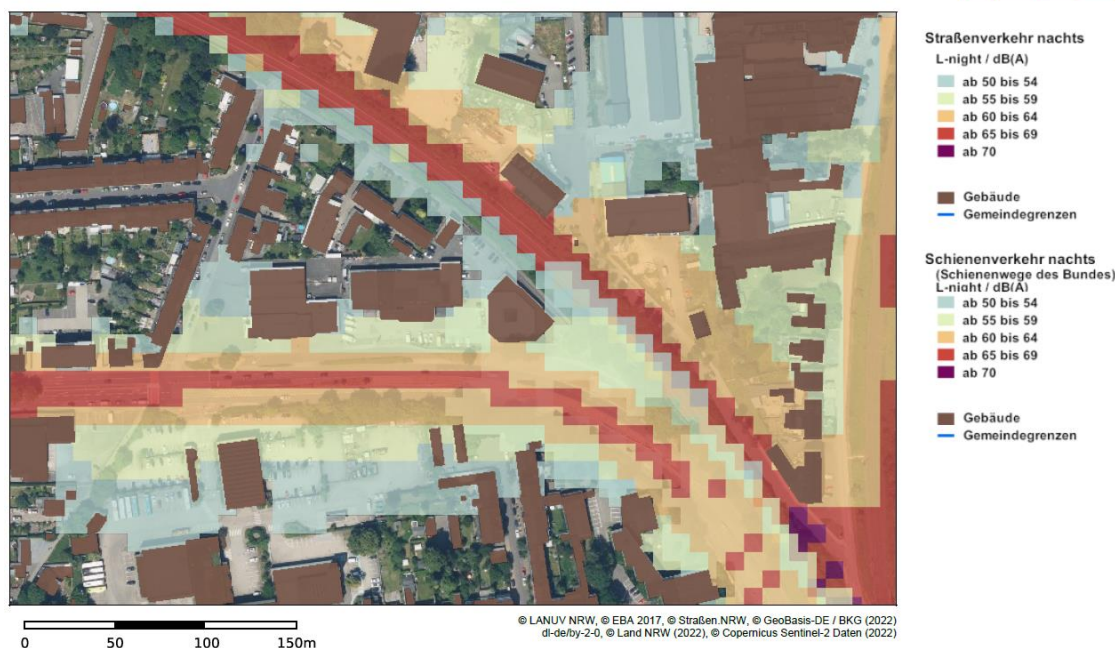 Straßenverkehr nachts
L-night / dB(A)
ab 50 bis 54
ab 55 bis 59
ab 60 bis 64
ab 65 bis 69
ab 70
Gebäude
Gemeindegrenzen
Schienenverkehr nachts
(Schienenwege des Bundes)
L-night / dB(A)
ab 50 bis 54
ab 55 bis 59
ab 60 bis 64
ab 65 bis 69
ab 70
Gebäude
Gemeindegrenzen
0 50 100 150m
© LANUV NRW, © EBA 2017, © Straßen.NRW, © GeoBasis-DE / BKG (2022)
dl-de/by-2-0, © Land NRW (2022), © Copernicus Sentinel-2 Daten (2022)